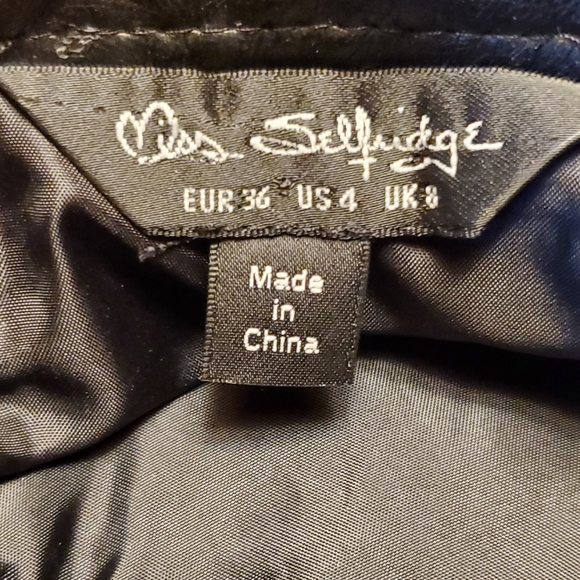 Miss Selfridge
EUR 36 US 4 UK 8
Made
in
China